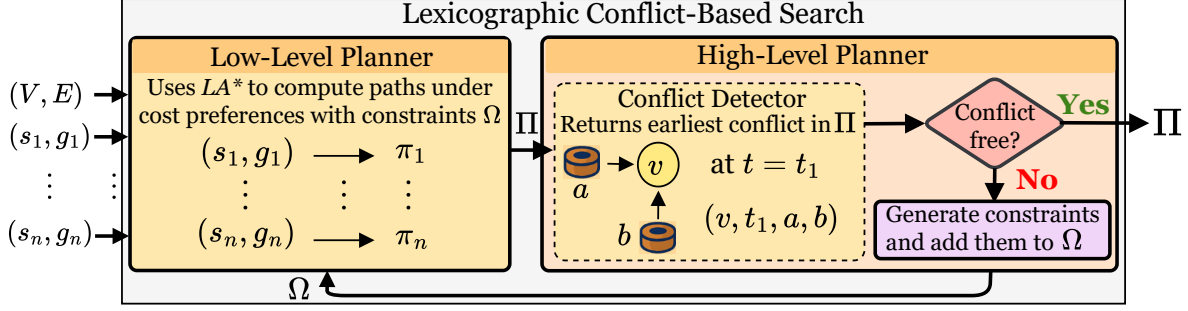 Lexicographic Conflict-Based Search
Low-Level Planner
Uses LA* to compute paths under
cost preferences with constraints Ω
(V, E)
(s₁, g₁)
⋮ ⋮
(sₙ, gₙ)
(s₁, g₁) → π₁
⋮ ⋮ ⋮
(sₙ, gₙ) → πₙ
Π
High-Level Planner
Conflict Detector
Returns earliest conflict in Π
a
v
at t = t₁
b
(v, t₁, a, b)
Conflict
free?
Yes
Π
No
Generate constraints
and add them to Ω
Ω